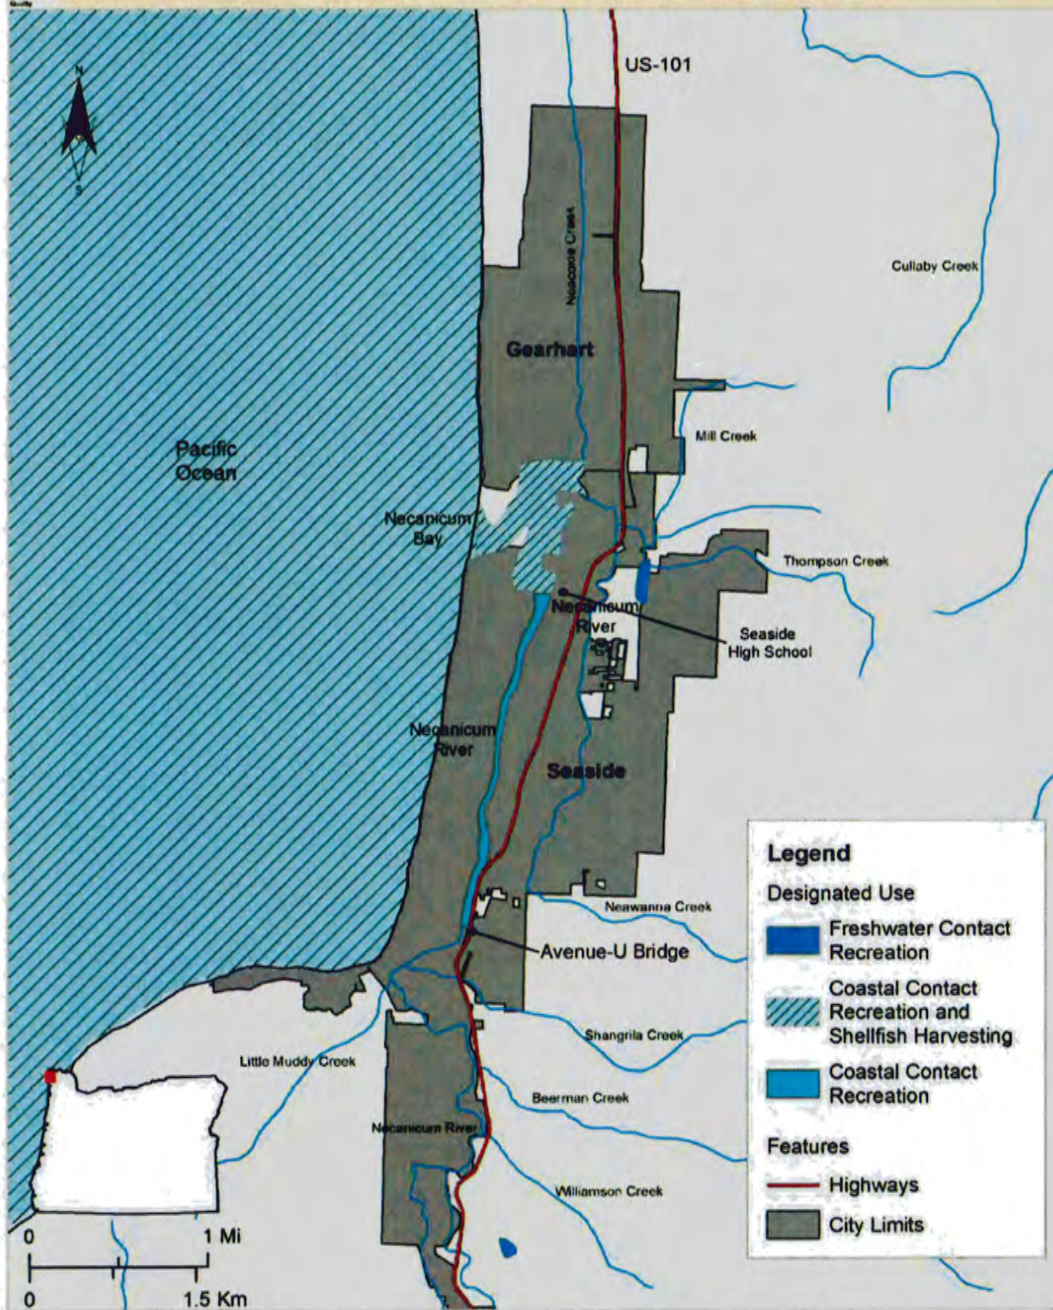 N
S
US-101
Neacoxie Creek
Cullaby Creek
Gearhart
Mill Creek
Pacific
Ocean
Necanicum
Bay
Thompson Creek
Necanicum
River
Seaside
High School
Necanicum
River
Seaside
Neawanna Creek
Avenue-U Bridge
Shangrila Creek
Little Muddy Creek
Beerman Creek
Necanicum River
Williamson Creek
0 1 Mi
0 1.5 Km
Legend
Designated Use
Freshwater Contact
Recreation
Coastal Contact
Recreation and
Shellfish Harvesting
Coastal Contact
Recreation
Features
Highways
City Limits